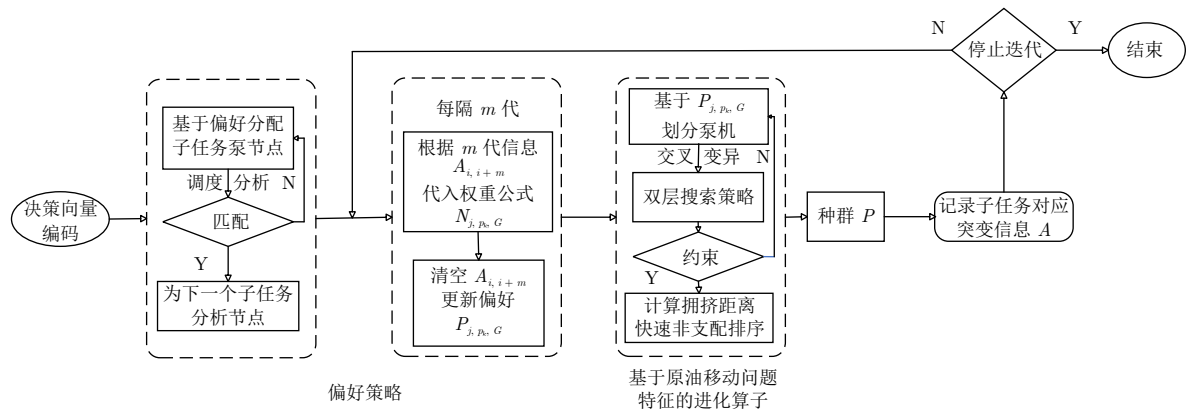 决策向量
编码
基于偏好分配
子任务泵节点
调度 分析 N
匹配
Y
为下一个子任务
分析节点
每隔 m 代
根据 m 代信息
A_{i, i+m}
代入权重公式
N_{j, p_k, G}
清空 A_{i, i+m}
更新偏好
P_{j, p_k, G}
偏好策略
基于 P_{j, p_k, G}
划分泵机
交叉 变异 N
双层搜索策略
约束
Y
计算拥挤距离
快速非支配排序
基于原油移动问题
特征的进化算子
种群 P
记录子任务对应
突变信息 A
N
停止迭代
Y
结束